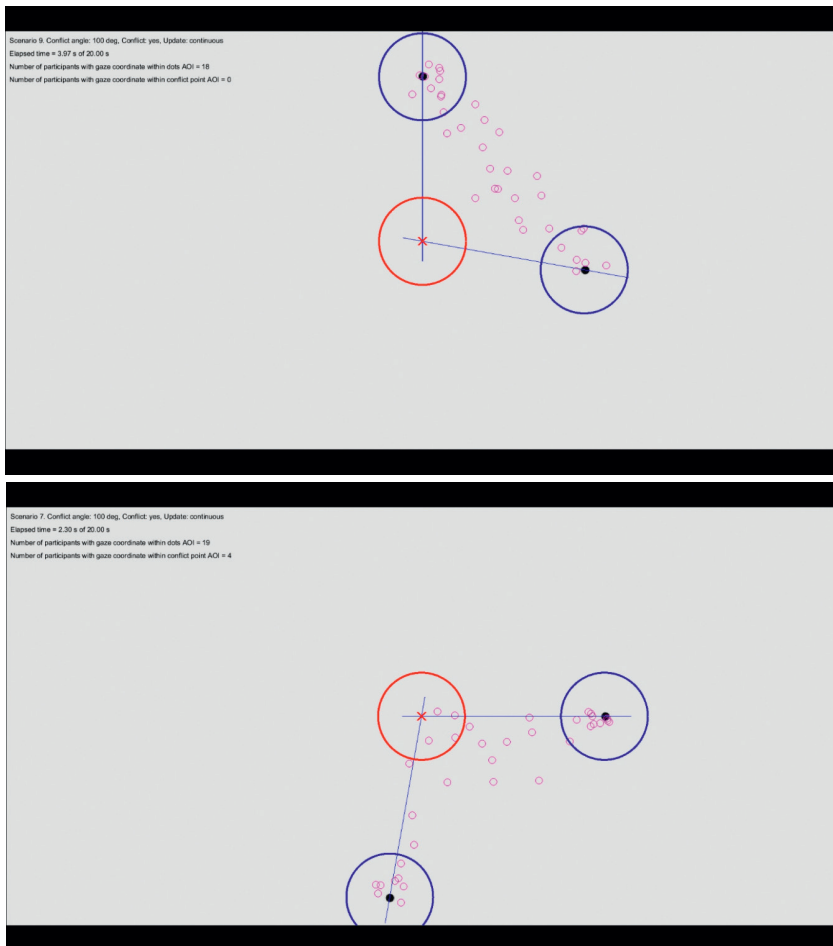 Scenario 9. Conflict angle: 100 deg, Conflict: yes, Update: continuous
Elapsed time = 3.97 s of 20.00 s
Number of participants with gaze coordinate within dots AOI = 18
Number of participants with gaze coordinate within conflict point AOI = 0
Scenario 7. Conflict angle: 100 deg, Conflict: yes, Update: continuous
Elapsed time = 2.30 s of 20.00 s
Number of participants with gaze coordinate within dots AOI = 19
Number of participants with gaze coordinate within conflict point AOI = 4